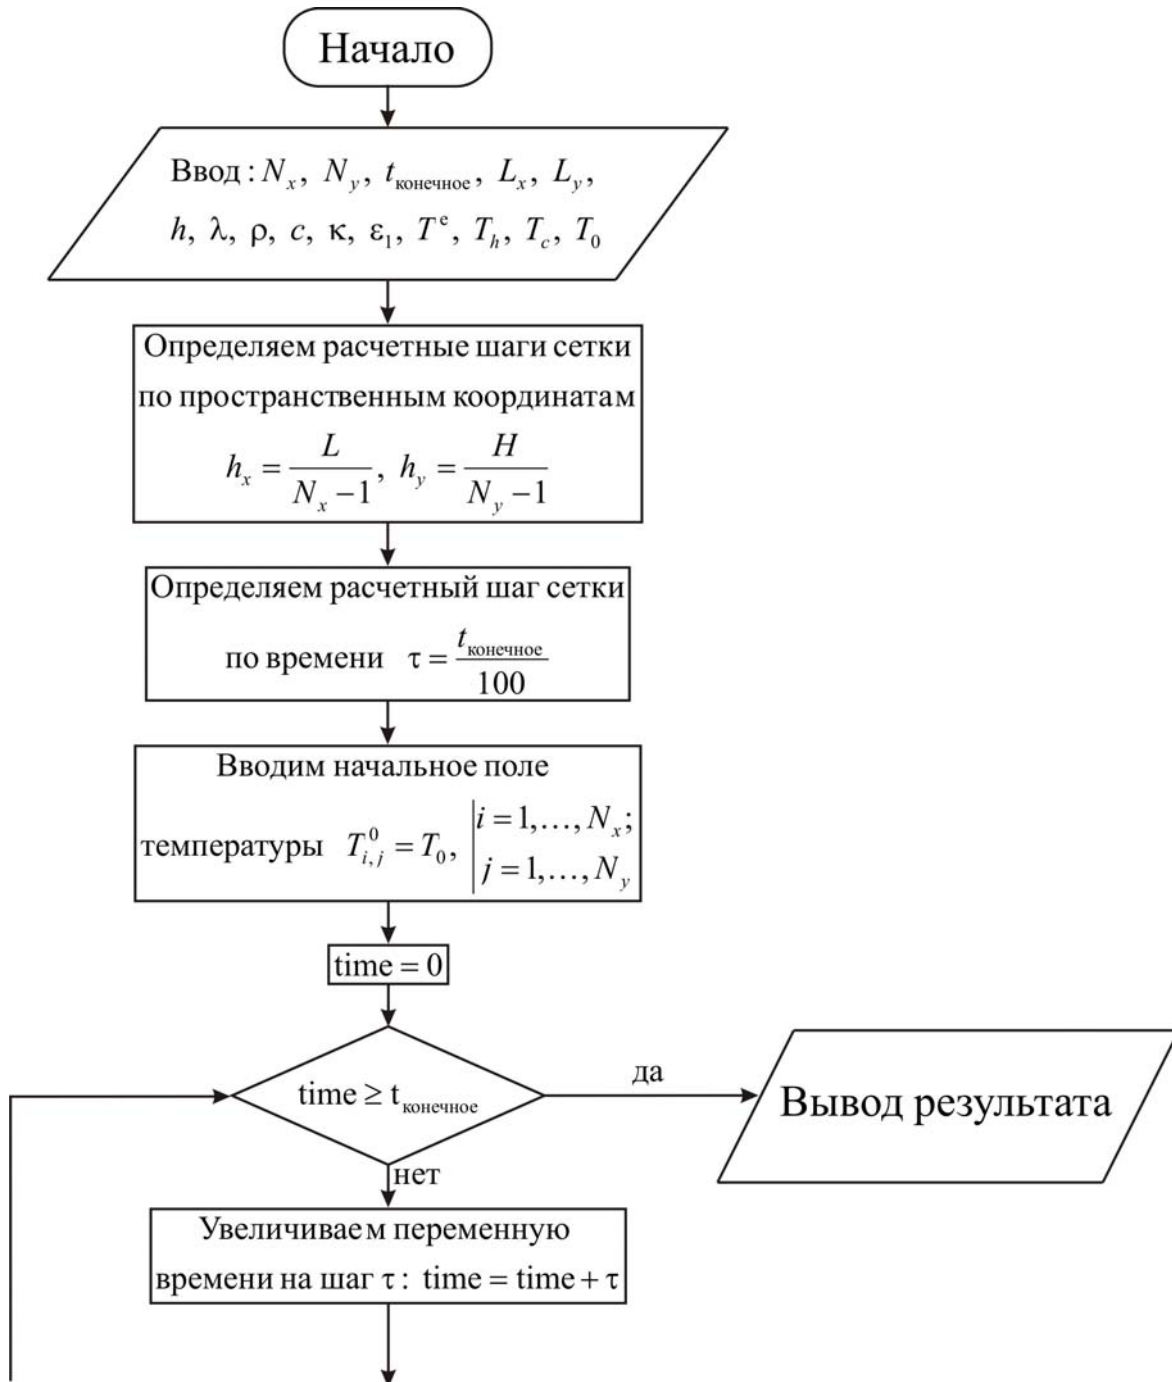 Начало
Ввод : N_x, N_y, t_конечное, L_x, L_y,
h, λ, ρ, c, κ, ε_1, T^e, T_h, T_c, T_0
Определяем расчетные шаги сетки
по пространственным координатам
h_x = L / (N_x − 1), h_y = H / (N_y − 1)
Определяем расчетный шаг сетки
по времени τ = t_конечное / 100
Вводим начальное поле
температуры T^0_{i,j} = T_0, | i = 1,…, N_x;
j = 1,…, N_y
time = 0
time ≥ t_конечное
да
Вывод результата
нет
Увеличиваем переменную
времени на шаг τ : time = time + τ